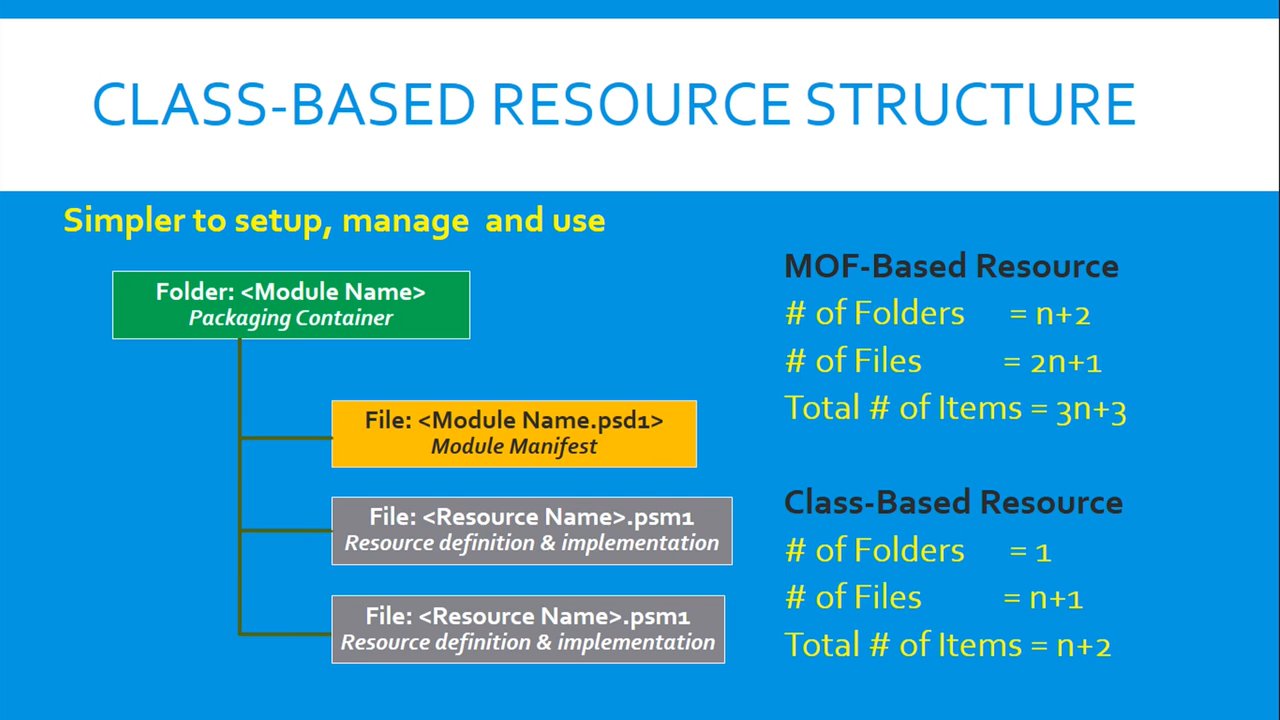 CLASS-BASED RESOURCE STRUCTURE
Simpler to setup, manage  and use
Folder: <Module Name>
Packaging Container
File: <Module Name.psd1>
Module Manifest
File: <Resource Name>.psm1
Resource definition & implementation
File: <Resource Name>.psm1
Resource definition & implementation
MOF-Based Resource
# of Folders = n+2
# of Files = 2n+1
Total # of Items = 3n+3
Class-Based Resource
# of Folders = 1
# of Files = n+1
Total # of Items = n+2